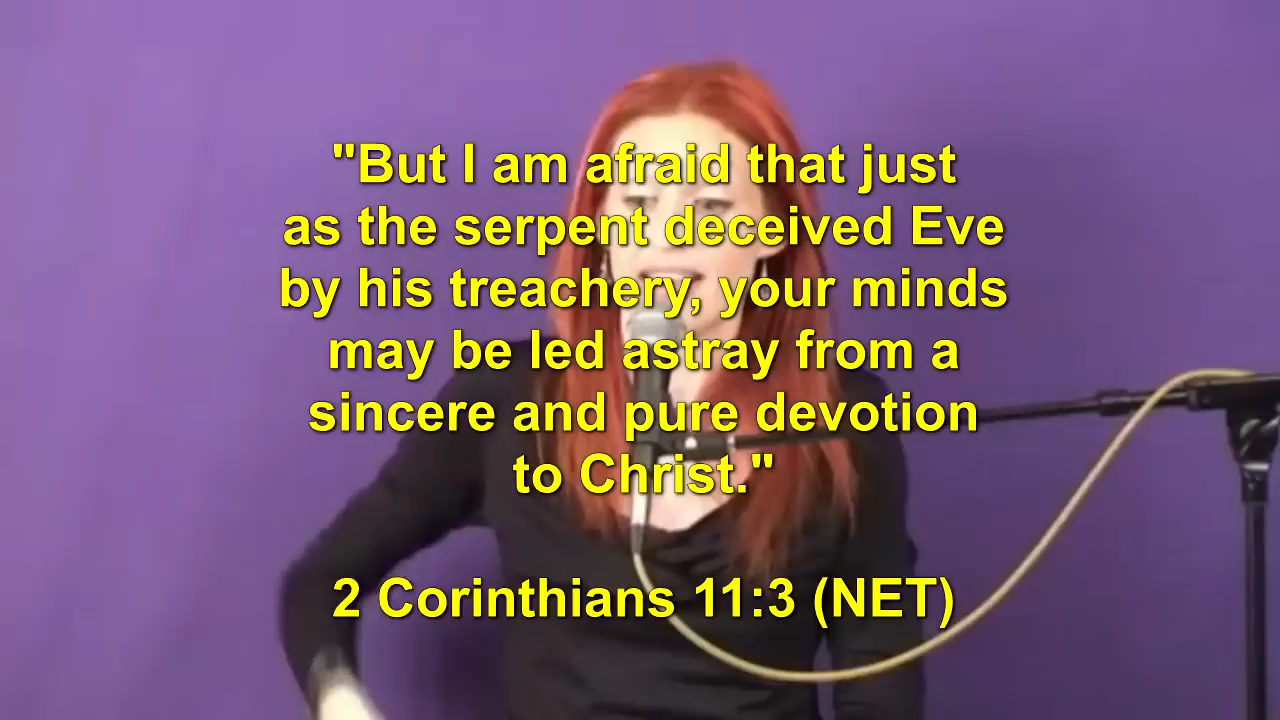 "But I am afraid that just
as the serpent deceived Eve
by his treachery, your minds
may be led astray from a
sincere and pure devotion
to Christ."
2 Corinthians 11:3 (NET)